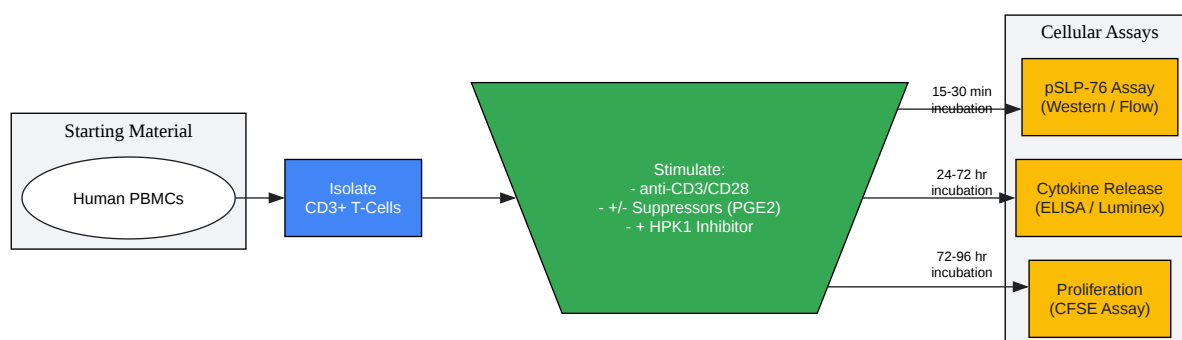 Starting Material
Human PBMCs
Isolate
CD3+ T-Cells
Stimulate:
- anti-CD3/CD28
- +/- Suppressors (PGE2)
- + HPK1 Inhibitor
15-30 min
incubation
24-72 hr
incubation
72-96 hr
incubation
Cellular Assays
pSLP-76 Assay
(Western / Flow)
Cytokine Release
(ELISA / Luminex)
Proliferation
(CFSE Assay)